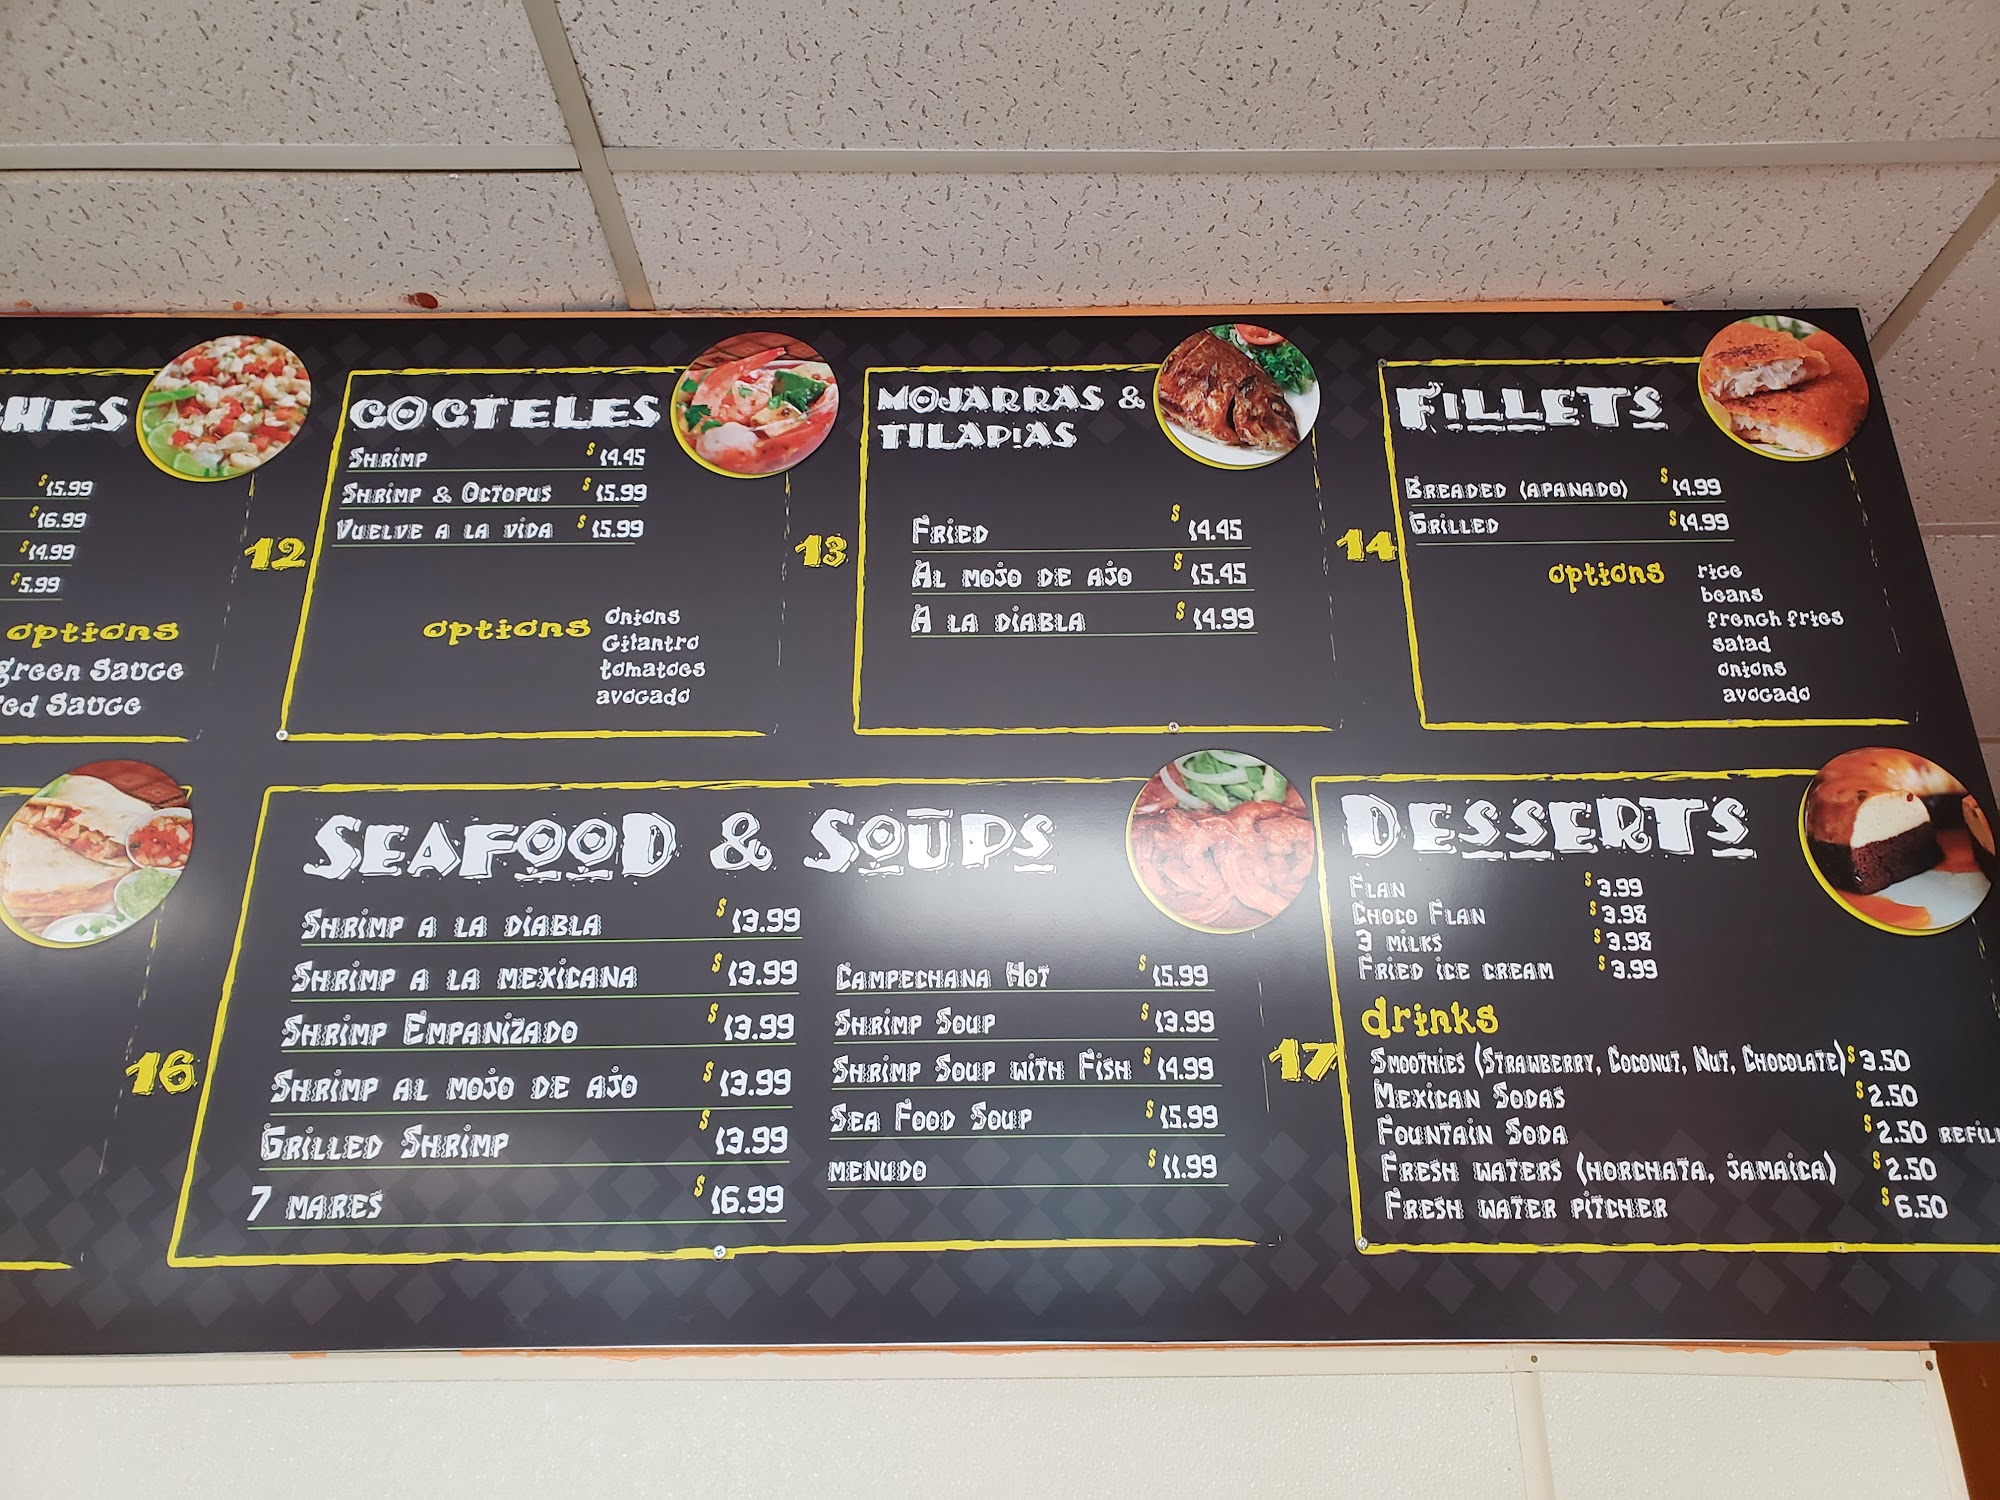 $15.99
$16.99
$14.99
$5.99
options
green Sauce
12
COCTELES
Shrimp $14.45
Shrimp & Octopus $15.99
Vuelve a la vida $15.99
options
onions
Cilantro
tomatoes
avocado
13
MOJARRAS &
TILAPIAS
Fried $14.45
Al mojo de ajo $15.45
A la diabla $14.99
14
FILLETS
Breaded (apanado) $14.99
Grilled $14.99
options
rice
beans
french fries
salad
onions
avocado
16
SEAFOOD & SOUPS
Shrimp a la diabla $13.99
Shrimp a la mexicana $13.99
Shrimp Empanizado $13.99
Shrimp al mojo de ajo $13.99
Grilled Shrimp $13.99
7 mares $16.99
Campechana Hot $15.99
Shrimp Soup $13.99
Shrimp Soup with Fish $14.99
Sea Food Soup $15.99
menudo $11.99
17
DESSERTS
Flan $3.99
Choco Flan $3.98
3 milks $3.98
Fried ice cream $3.99
drinks
Smoothies (Strawberry, Coconut, Nut, Chocolate) $3.50
Mexican Sodas $2.50
Fountain Soda $2.50
Fresh waters (horchata, jamaica) $2.50
Fresh water pitcher $6.50